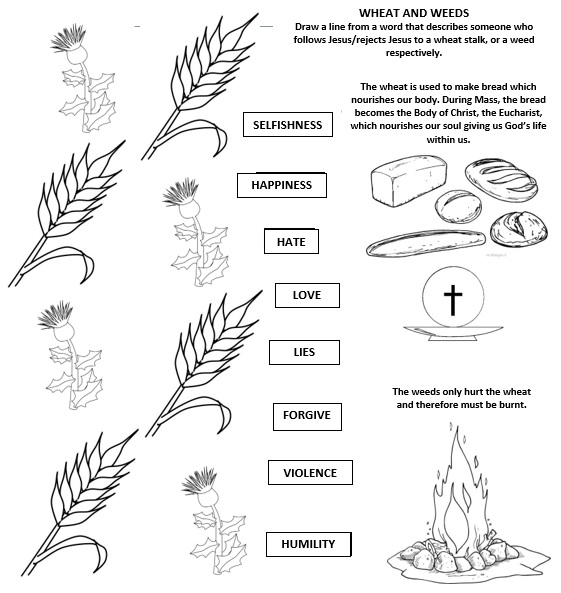 WHEAT AND WEEDS
Draw a line from a word that describes someone who
follows Jesus/rejects Jesus to a wheat stalk, or a weed
respectively.
The wheat is used to make bread which
nourishes our body. During Mass, the bread
becomes the Body of Christ, the Eucharist,
which nourishes our soul giving us God's life
within us.
SELFISHNESS
HAPPINESS
HATE
LOVE
LIES
FORGIVE
VIOLENCE
HUMILITY
The weeds only hurt the wheat
and therefore must be burnt.